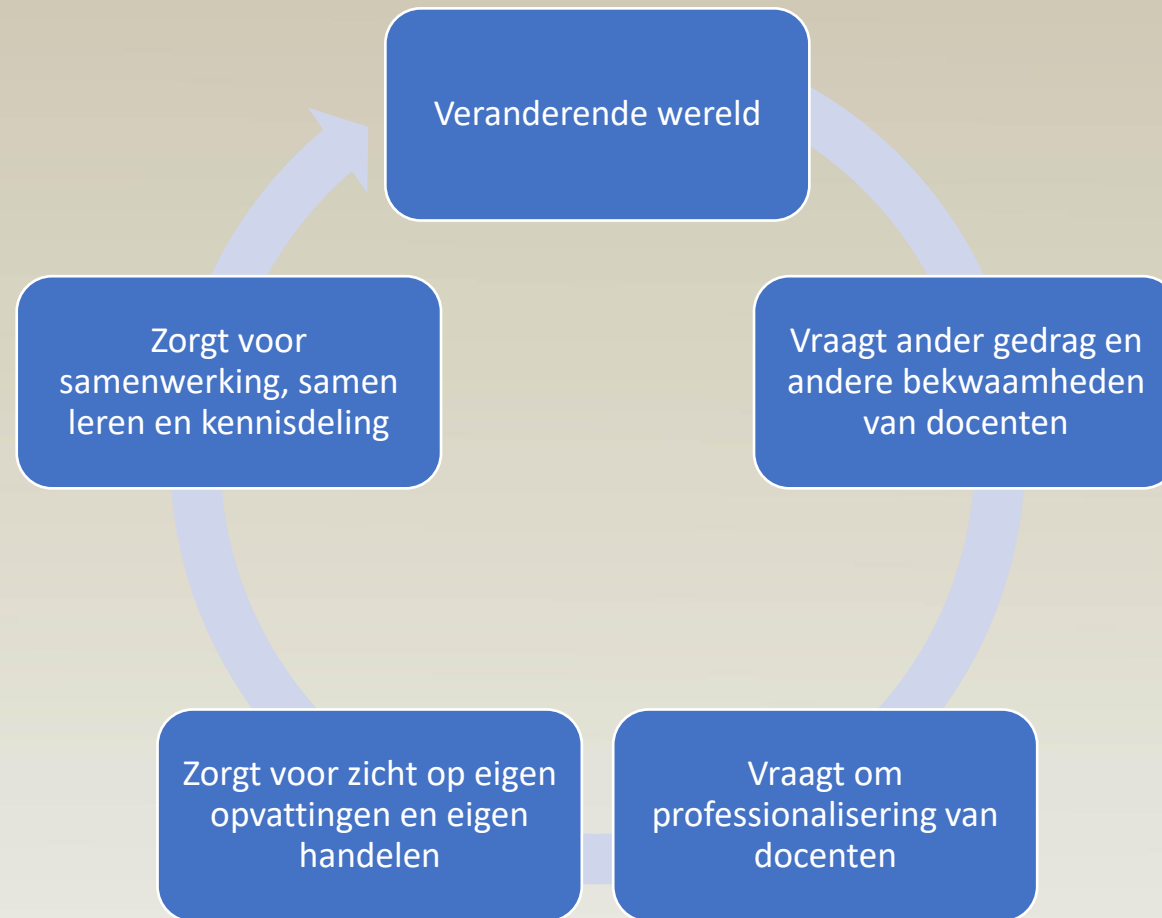 Veranderende wereld
Vraagt ander gedrag en
andere bekwaamheden
van docenten
Vraagt om
professionalisering van
docenten
Zorgt voor zicht op eigen
opvattingen en eigen
handelen
Zorgt voor
samenwerking, samen
leren en kennisdeling